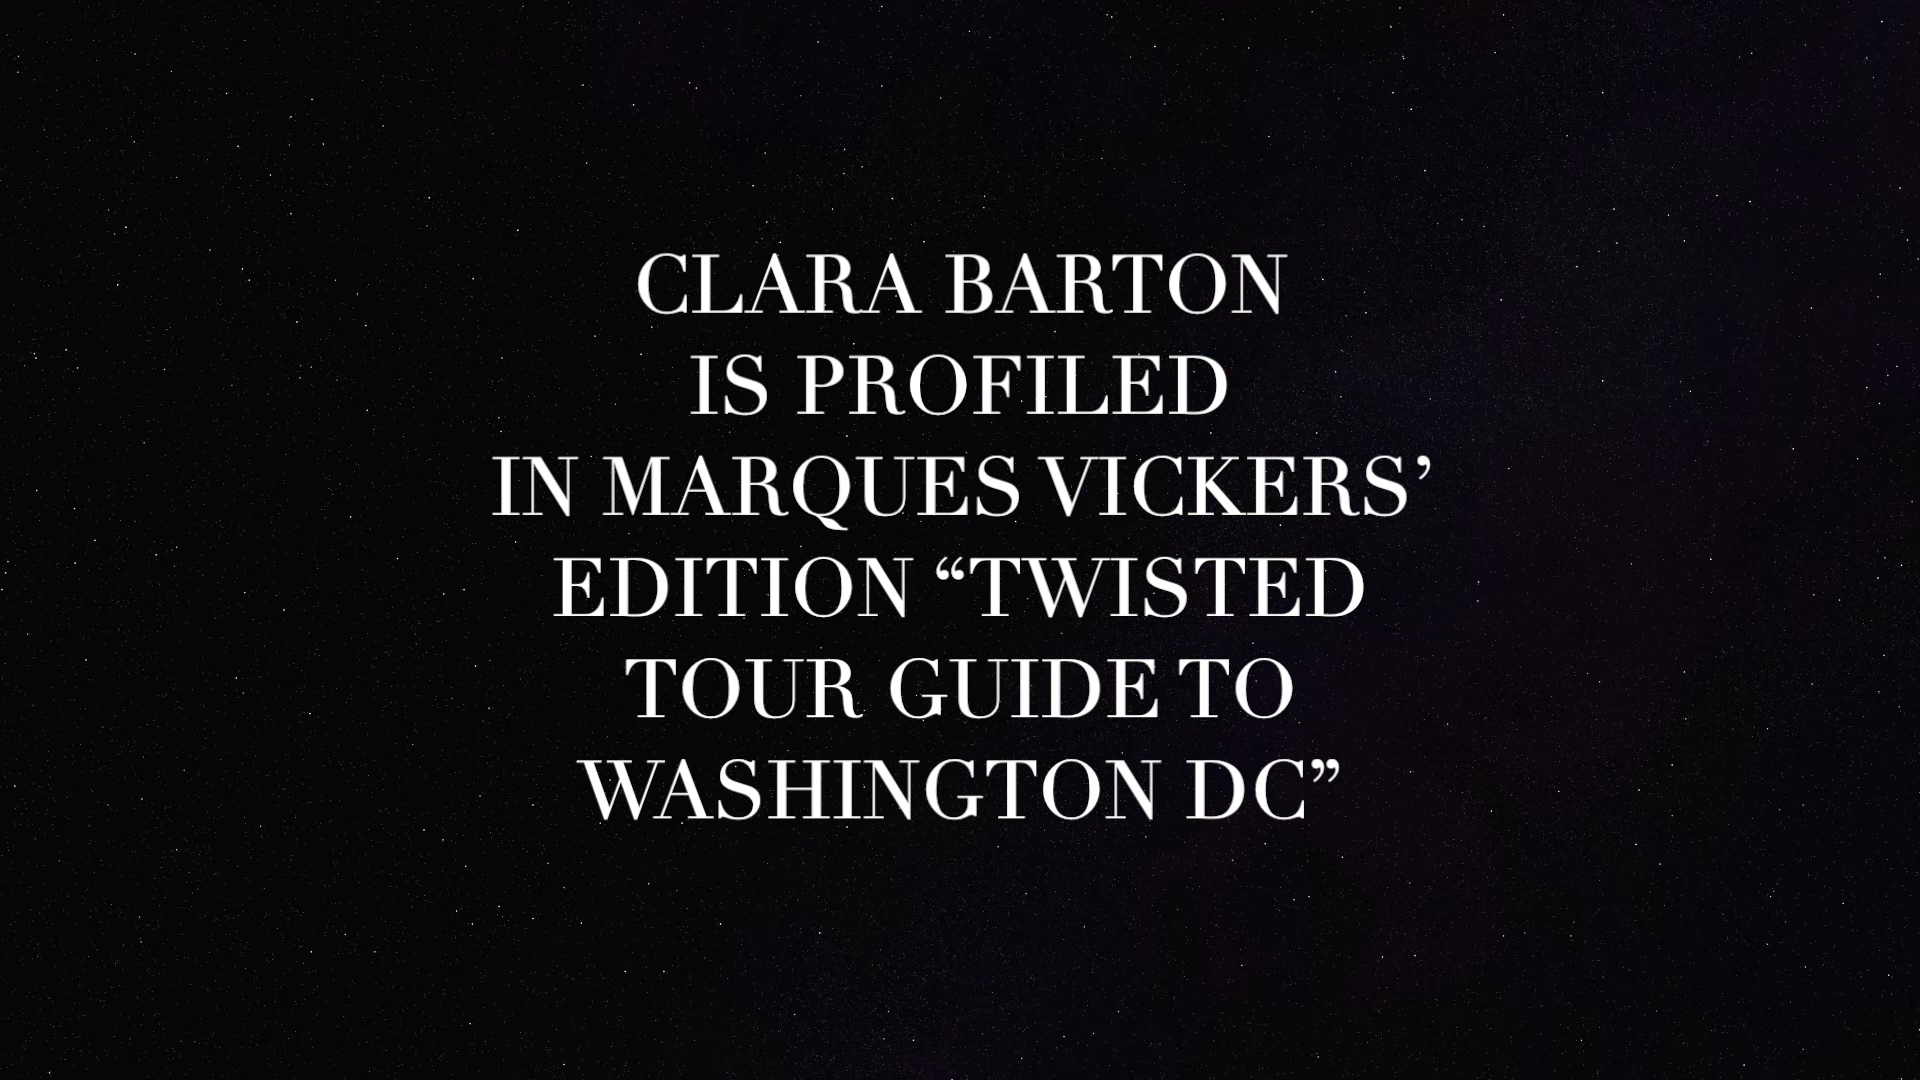 CLARA BARTON
IS PROFILED
IN MARQUES VICKERS’
EDITION “TWISTED
TOUR GUIDE TO
WASHINGTON DC”